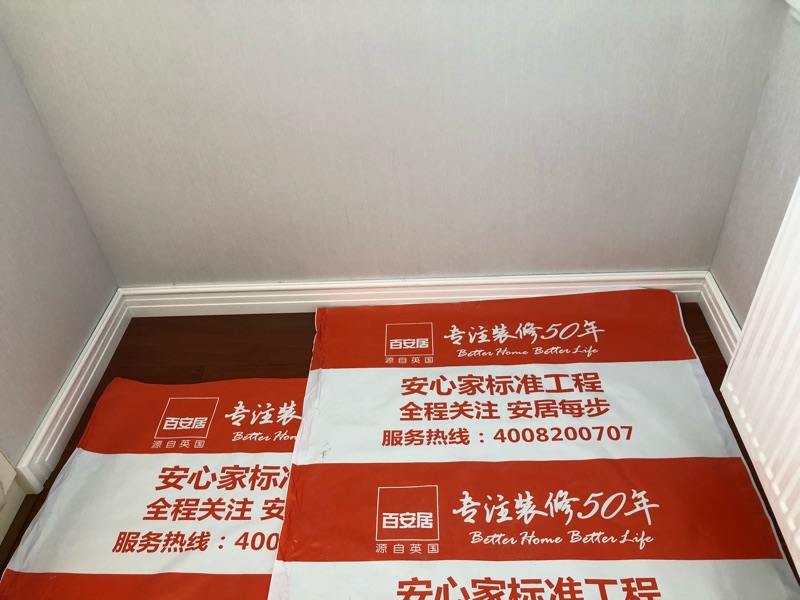 百安居
源自英国
专注装修50年
Better Home Better Life
安心家标准工程
全程关注 安居每步
服务热线：4008200707
百安居
源自英国
专注装修50年
Better Home Better Life
安心家标准工程
百安居
源自英国
专注装
Better Hom
安心家标
全程关注 安
服务热线：400